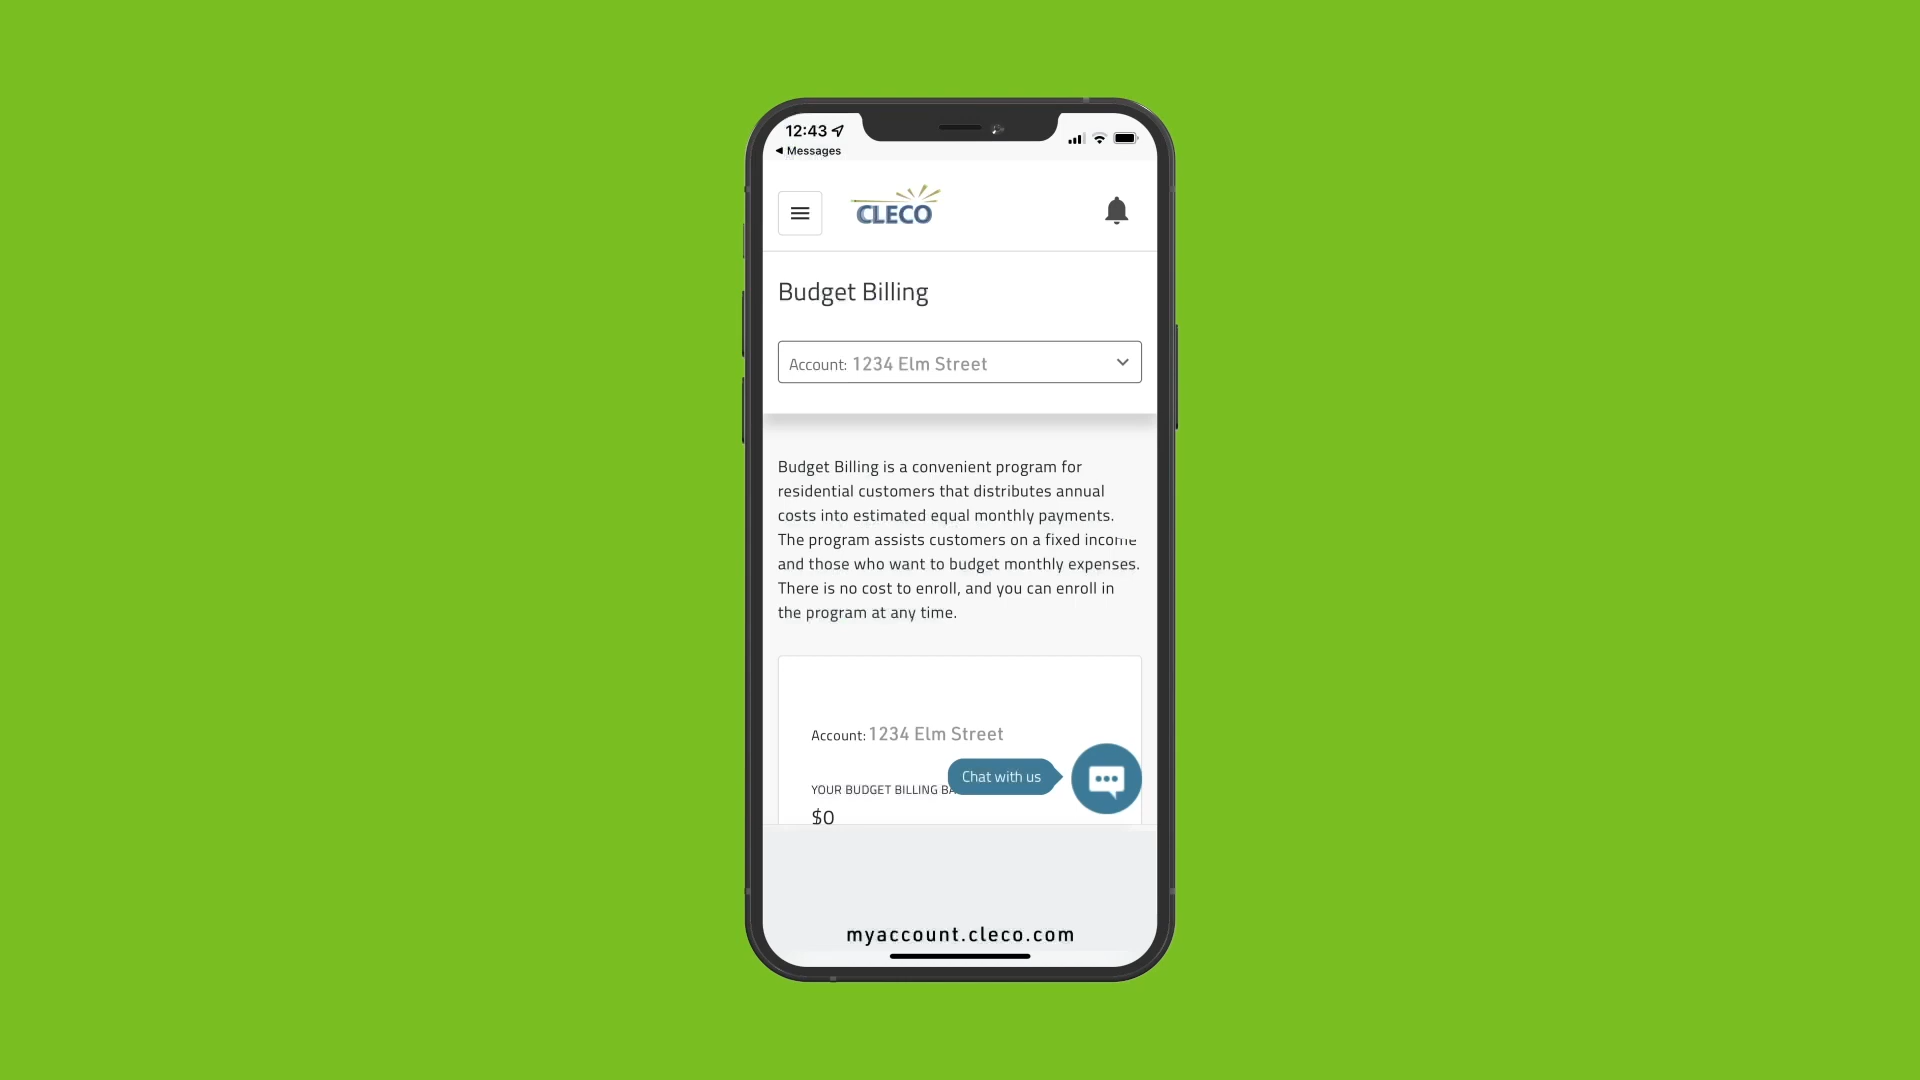 12:43
Messages
CLECO
Budget Billing
Account: 1234 Elm Street
Budget Billing is a convenient program for
residential customers that distributes annual
costs into estimated equal monthly payments.
The program assists customers on a fixed income
and those who want to budget monthly expenses.
There is no cost to enroll, and you can enroll in
the program at any time.
Account: 1234 Elm Street
Chat with us
YOUR BUDGET BILLING
$0
myaccount.cleco.com